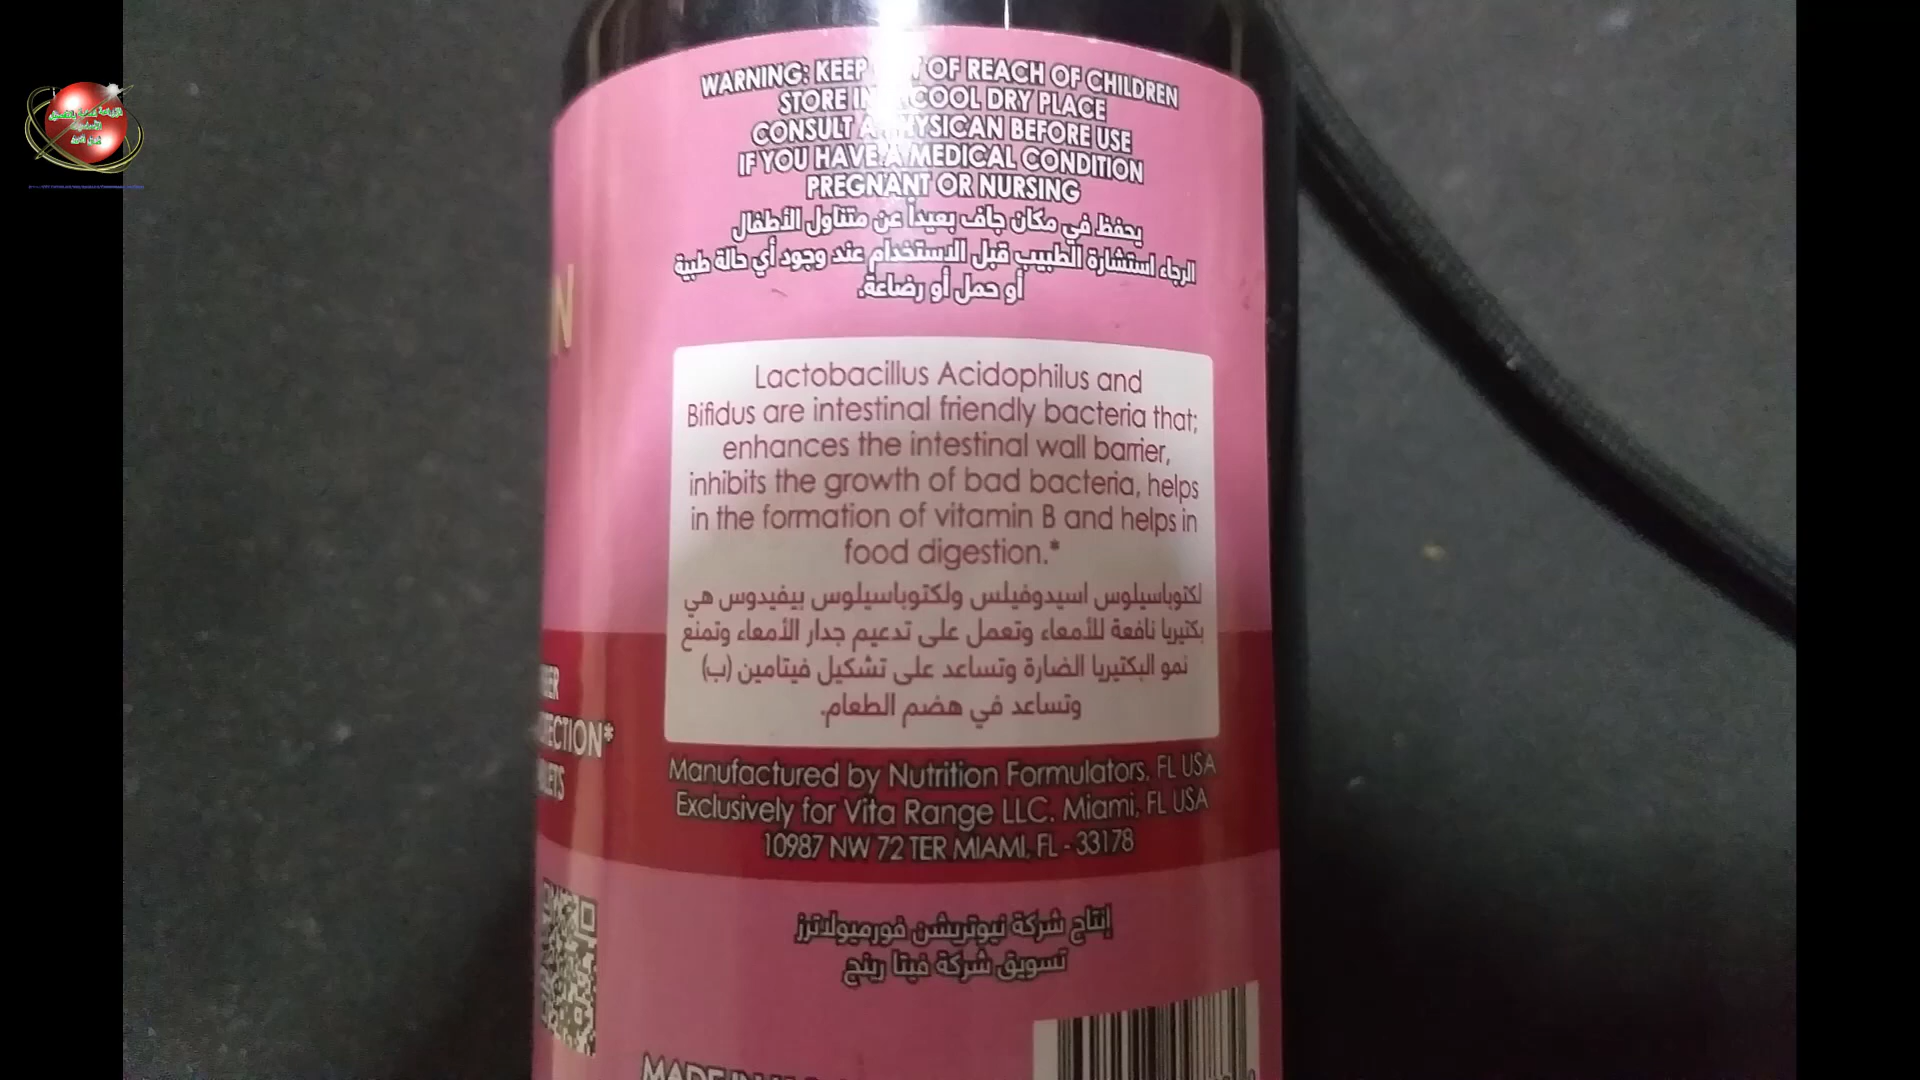 WARNING: KEEP OF REACH OF CHILDREN
STORE IN A COOL DRY PLACE
CONSULT A PHYSICAN BEFORE USE
IF YOU HAVE A MEDICAL CONDITION
PREGNANT OR NURSING
يحفظ في مكان جاف بعيداً عن متناول الأطفال
الرجاء استشارة الطبيب قبل الاستخدام عند وجود أي حالة طبية
أو حمل أو رضاعة.
Lactobacillus Acidophilus and
Bifidus are intestinal friendly bacteria that;
enhances the intestinal wall barrier,
inhibits the growth of bad bacteria, helps
in the formation of vitamin B and helps in
food digestion.*
لكتوباسيلوس اسيدوفيلس ولكتوباسيلوس بيفيدوس هي
بكتيريا نافعة للأمعاء وتعمل على تدعيم جدار الأمعاء وتمنع
نمو البكتيريا الضارة وتساعد على تشكيل فيتامين (ب)
وتساعد في هضم الطعام.
Manufactured by Nutrition Formulators, FL USA
Exclusively for Vita Range LLC. Miami, FL USA
10987 NW 72 TER MIAMI, FL - 33178
إنتاج شركة نيوتريشن فورميولاترز
تسويق شركة فيتا رينج